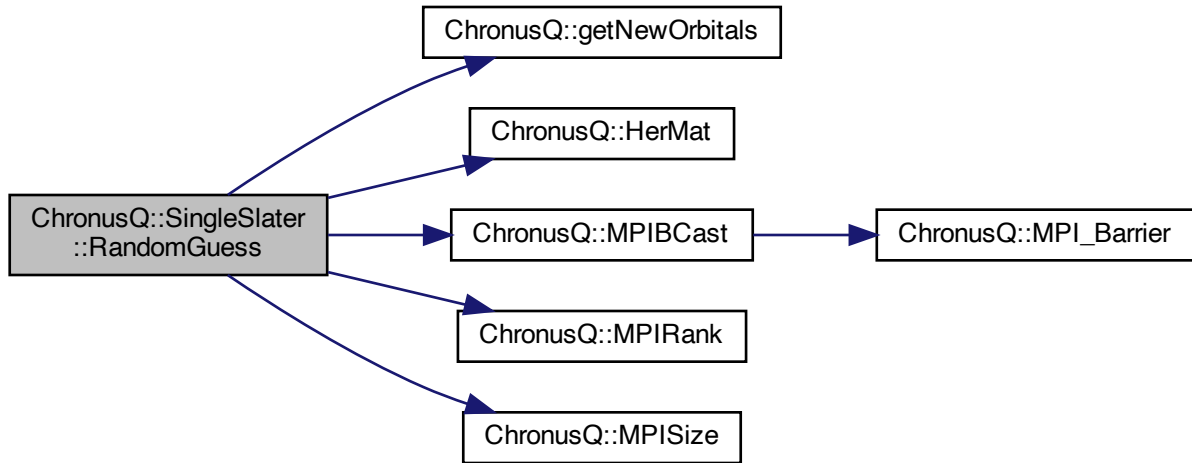 ChronusQ::getNewOrbitals
ChronusQ::HerMat
ChronusQ::SingleSlater
::RandomGuess
ChronusQ::MPIBCast
ChronusQ::MPI_Barrier
ChronusQ::MPIRank
ChronusQ::MPISize